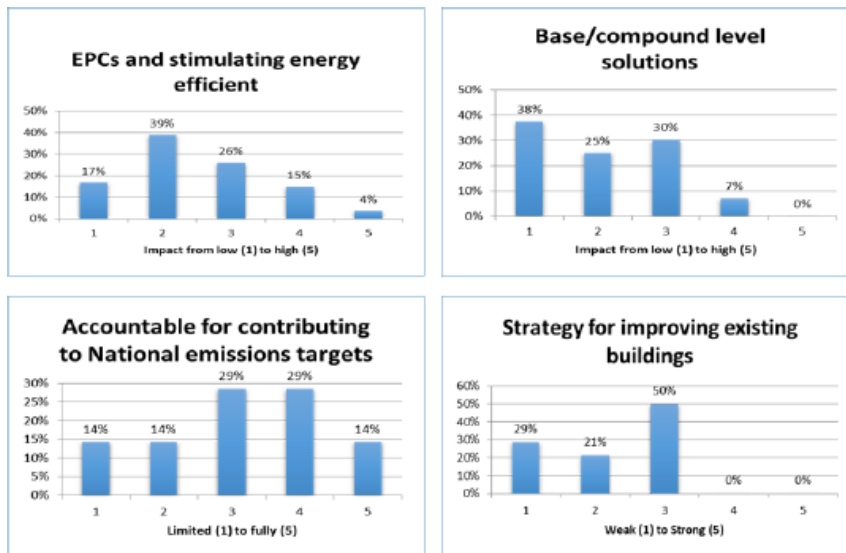 EPCs and stimulating energy
efficient
50%
40%
30%
20%
10%
0%
17%
39%
26%
15%
4%
1 2 3 4 5
Impact from low (1) to high (5)
Base/compound level
solutions
50%
40%
30%
20%
10%
0%
38%
25%
30%
7%
0%
1 2 3 4 5
Impact from low (1) to high (5)
Accountable for contributing
to National emissions targets
30%
25%
20%
15%
10%
5%
0%
14%
14%
29%
29%
14%
1 2 3 4 5
Limited (1) to fully (5)
Strategy for improving existing
buildings
60%
50%
40%
30%
20%
10%
0%
29%
21%
50%
0%
0%
1 2 3 4 5
Weak (1) to Strong (5)